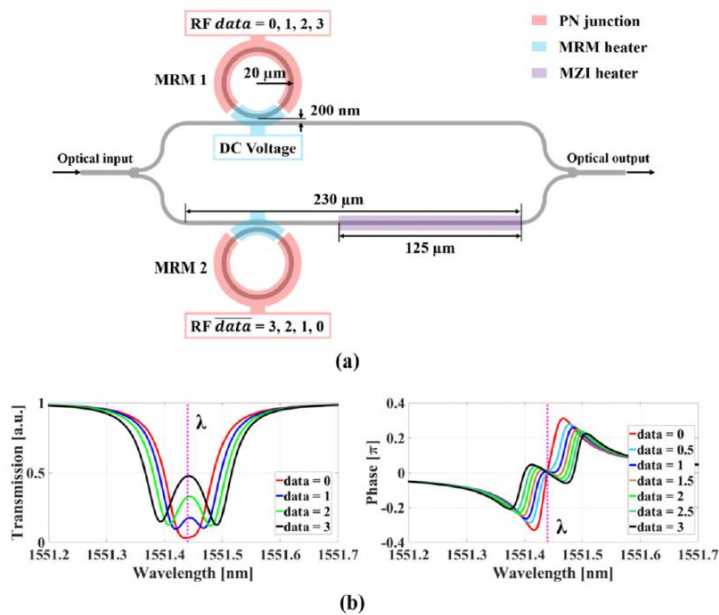 RF data = 0, 1, 2, 3
PN junction
MRM heater
MZI heater
MRM 1
20 μm
200 nm
DC Voltage
Optical input
Optical output
230 μm
125 μm
MRM 2
RF data = 3, 2, 1, 0
(a)
Transmission [a.u.]
1
0.5
0
λ
data = 0
data = 1
data = 2
data = 3
1551.2 1551.3 1551.4 1551.5 1551.6 1551.7
Wavelength [nm]
Phase [π]
0.4
0.2
0
-0.2
-0.4
λ
data = 0
data = 0.5
data = 1
data = 1.5
data = 2
data = 2.5
data = 3
1551.2 1551.3 1551.4 1551.5 1551.6 1551.7
Wavelength [nm]
(b)